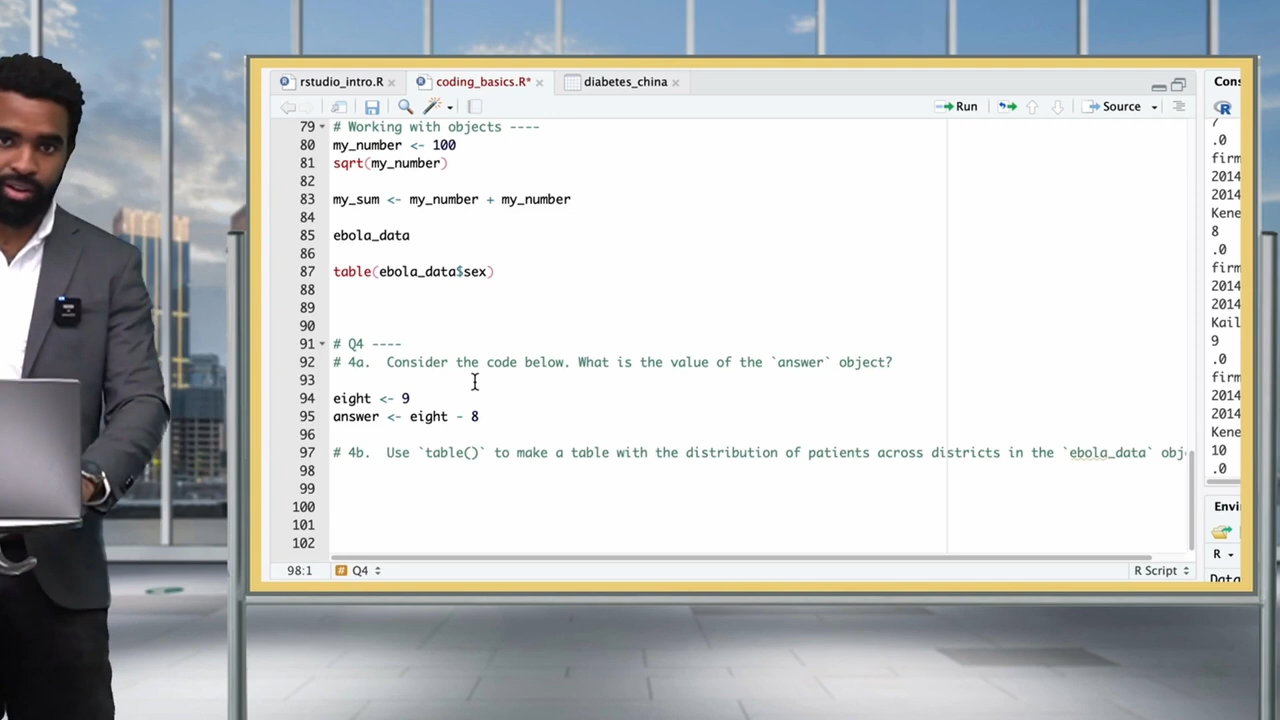 rstudio_intro.R
coding_basics.R*
diabetes_china
Run
Source
79 # Working with objects ----
80 my_number <- 100
81 sqrt(my_number)
82
83 my_sum <- my_number + my_number
84
85 ebola_data
86
87 table(ebola_data$sex)
88
89
90
91 # Q4 ----
92 # 4a.  Consider the code below. What is the value of the `answer` object?
93
94 eight <- 9
95 answer <- eight - 8
96
97 # 4b.  Use `table()` to make a table with the distribution of patients across districts in the `ebola_data` obj
98
99
100
101
102
98:1
# Q4
R Script
Cons
.0
firm
2014
2014
Kene
8
.0
firm
2014
2014
Kail
9
.0
firm
2014
2014
Kene
10
.0
Envi
R
Data